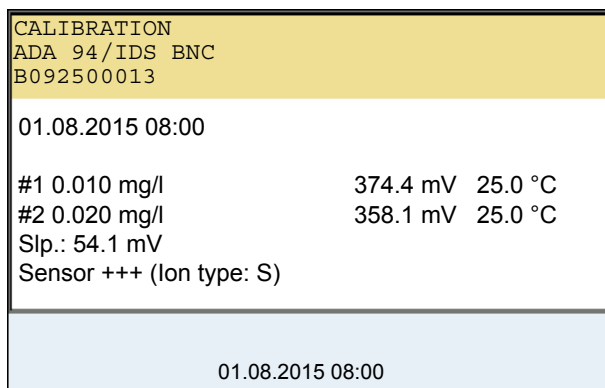 CALIBRATION
ADA 94/IDS BNC
B092500013
01.08.2015 08:00
#1 0.010 mg/l 374.4 mV 25.0 °C
#2 0.020 mg/l 358.1 mV 25.0 °C
Slp.: 54.1 mV
Sensor +++ (Ion type: S)
01.08.2015 08:00